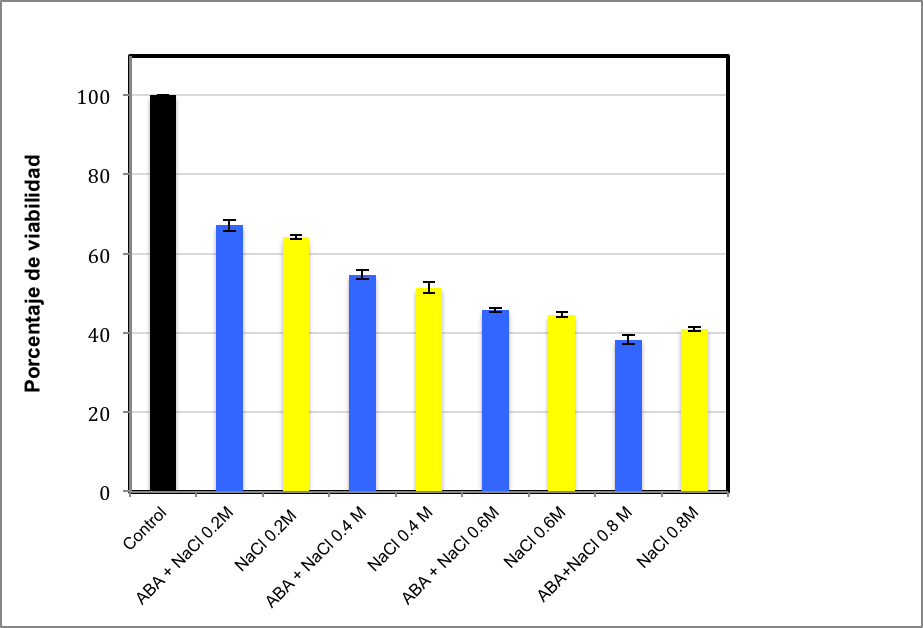 Porcentaje de viabilidad
100
80
60
40
20
0
Control
ABA + NaCl 0.2M
NaCl 0.2M
ABA + NaCl 0.4 M
NaCl 0.4 M
ABA + NaCl 0.6M
NaCl 0.6M
ABA+NaCl 0.8 M
NaCl 0.8M